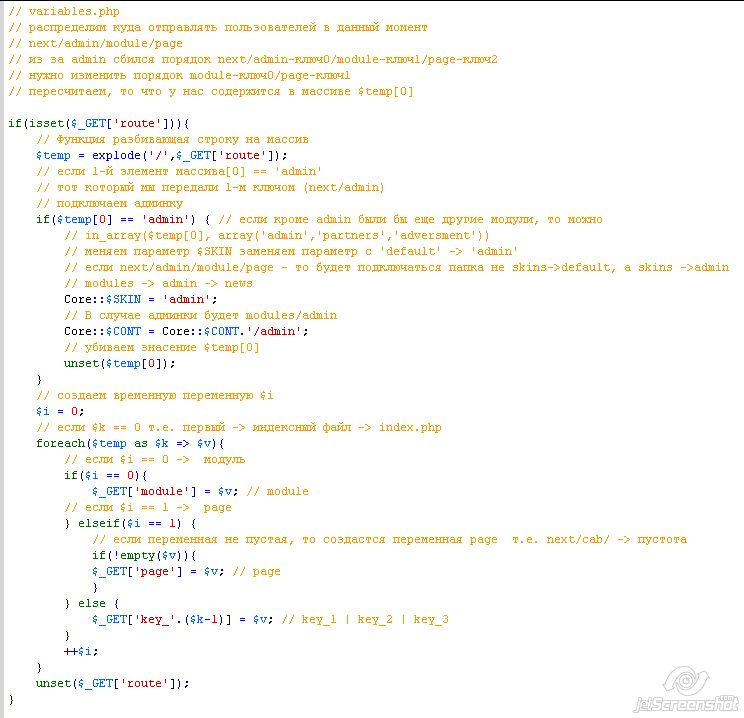 // variables.php
// распределим куда отправлять пользователей в данный момент
// next/admin/module/page
// из за admin сбился порядок next/admin-ключ0/module-ключ1/page-ключ2
// нужно изменить порядок module-ключ0/page-ключ1
// пересчитаем, то что у нас содержится в массиве $temp[0]
if(isset($_GET['route'])){
// Функция разбивающая строку на массив
$temp = explode('/',$_GET['route']);
// если 1-й элемент массива[0] == 'admin'
// тот который мы передали 1-м ключом (next/admin)
// подключаем админку
if($temp[0] == 'admin') { // если кроме admin были бы еще другие модули, то можно
// in_array($temp[0], array('admin','partners','adversment'))
// меняем параметр $SKIN заменяем параметр с 'default' -> 'admin'
// если next/admin/module/page - то будет подключаться папка не skins->default, а skins ->admin
// modules -> admin -> news
Core::$SKIN = 'admin';
// В случае админки будет modules/admin
Core::$CONT = Core::$CONT.'/admin';
// убиваем знасение $temp[0]
unset($temp[0]);
}
// создаем временную переменную $i
$i = 0;
// если $k == 0 т.е. первый -> индексный файл -> index.php
foreach($temp as $k => $v){
// если $i == 0 -> модуль
if($i == 0){
$_GET['module'] = $v; // module
// если $i == 1 -> page
} elseif($i == 1) {
// если переменная не пустая, то создастся переменная page т.е. next/cab/ -> пустота
if(!empty($v)){
$_GET['page'] = $v; // page
}
} else {
$_GET['key_'.($k-1)] = $v; // key_1 | key_2 | key_3
}
++$i;
}
unset($_GET['route']);
}
jetScreenshot.com